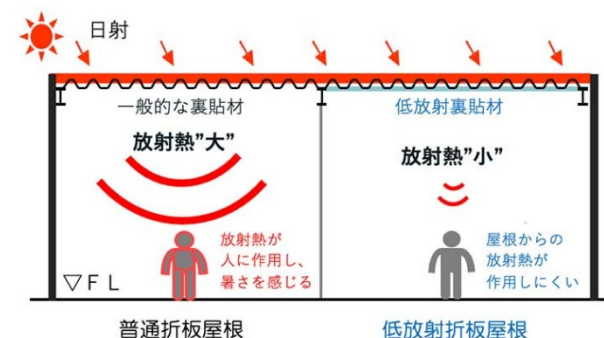 日射
一般的な裏貼材
放射熱”大”
放射熱が
人に作用し、
暑さを感じる
▽ＦＬ
普通折板屋根
低放射裏貼材
放射熱”小”
屋根からの
放射熱が
作用しにくい
低放射折板屋根